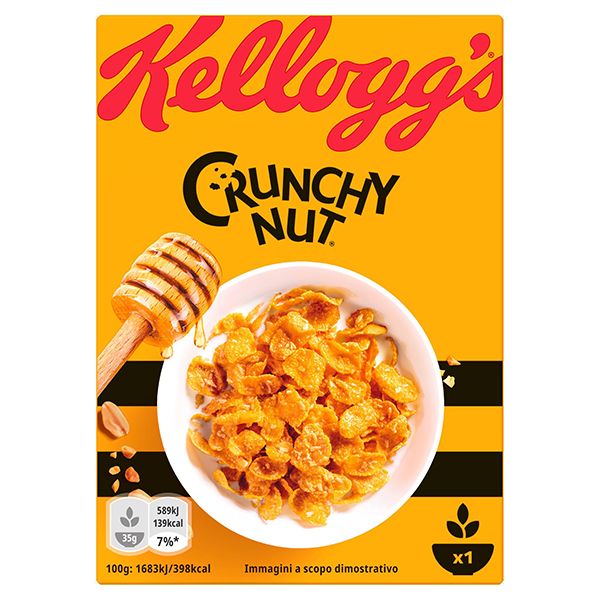 Kellogg's
CRUNCHY
NUT®
35g
589kJ
139kcal
7%*
x1
100g: 1683kJ/398kcal
Immagini a scopo dimostrativo